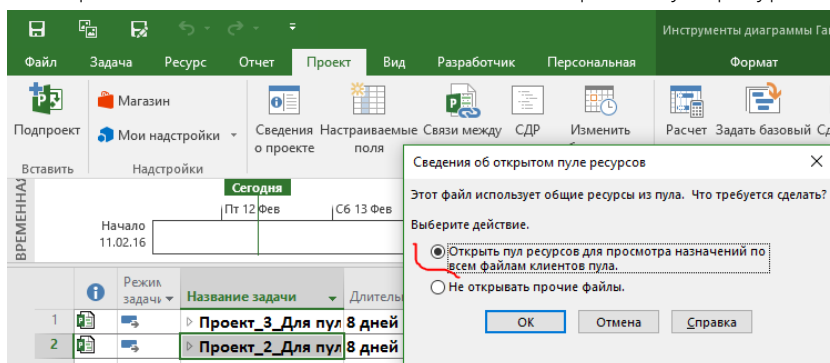 Инструменты диаграммы
Файл Задача Ресурс Отчет Проект Вид Разработчик Персональная Формат
Подпроект
Магазин
Мои надстройки
Сведения о проекте
Настраиваемые поля
Связи между
СДР
Изменить
Расчет
Задать базовый
Вставить
Надстройки
Сегодня
Пт 12 Фев Сб 13 Фев
Начало
11.02.16
Режим
задачи
Название задачи
1 Проект_3_Для пул 8 дней
2 Проект_2_Для пул 8 дней
Сведения об открытом пуле ресурсов
Этот файл использует общие ресурсы из пула. Что требуется сделать?
Выберите действие.
Открыть пул ресурсов для просмотра назначений по
всем файлам клиентов пула.
Не открывать прочие файлы.
ОК Отмена Справка